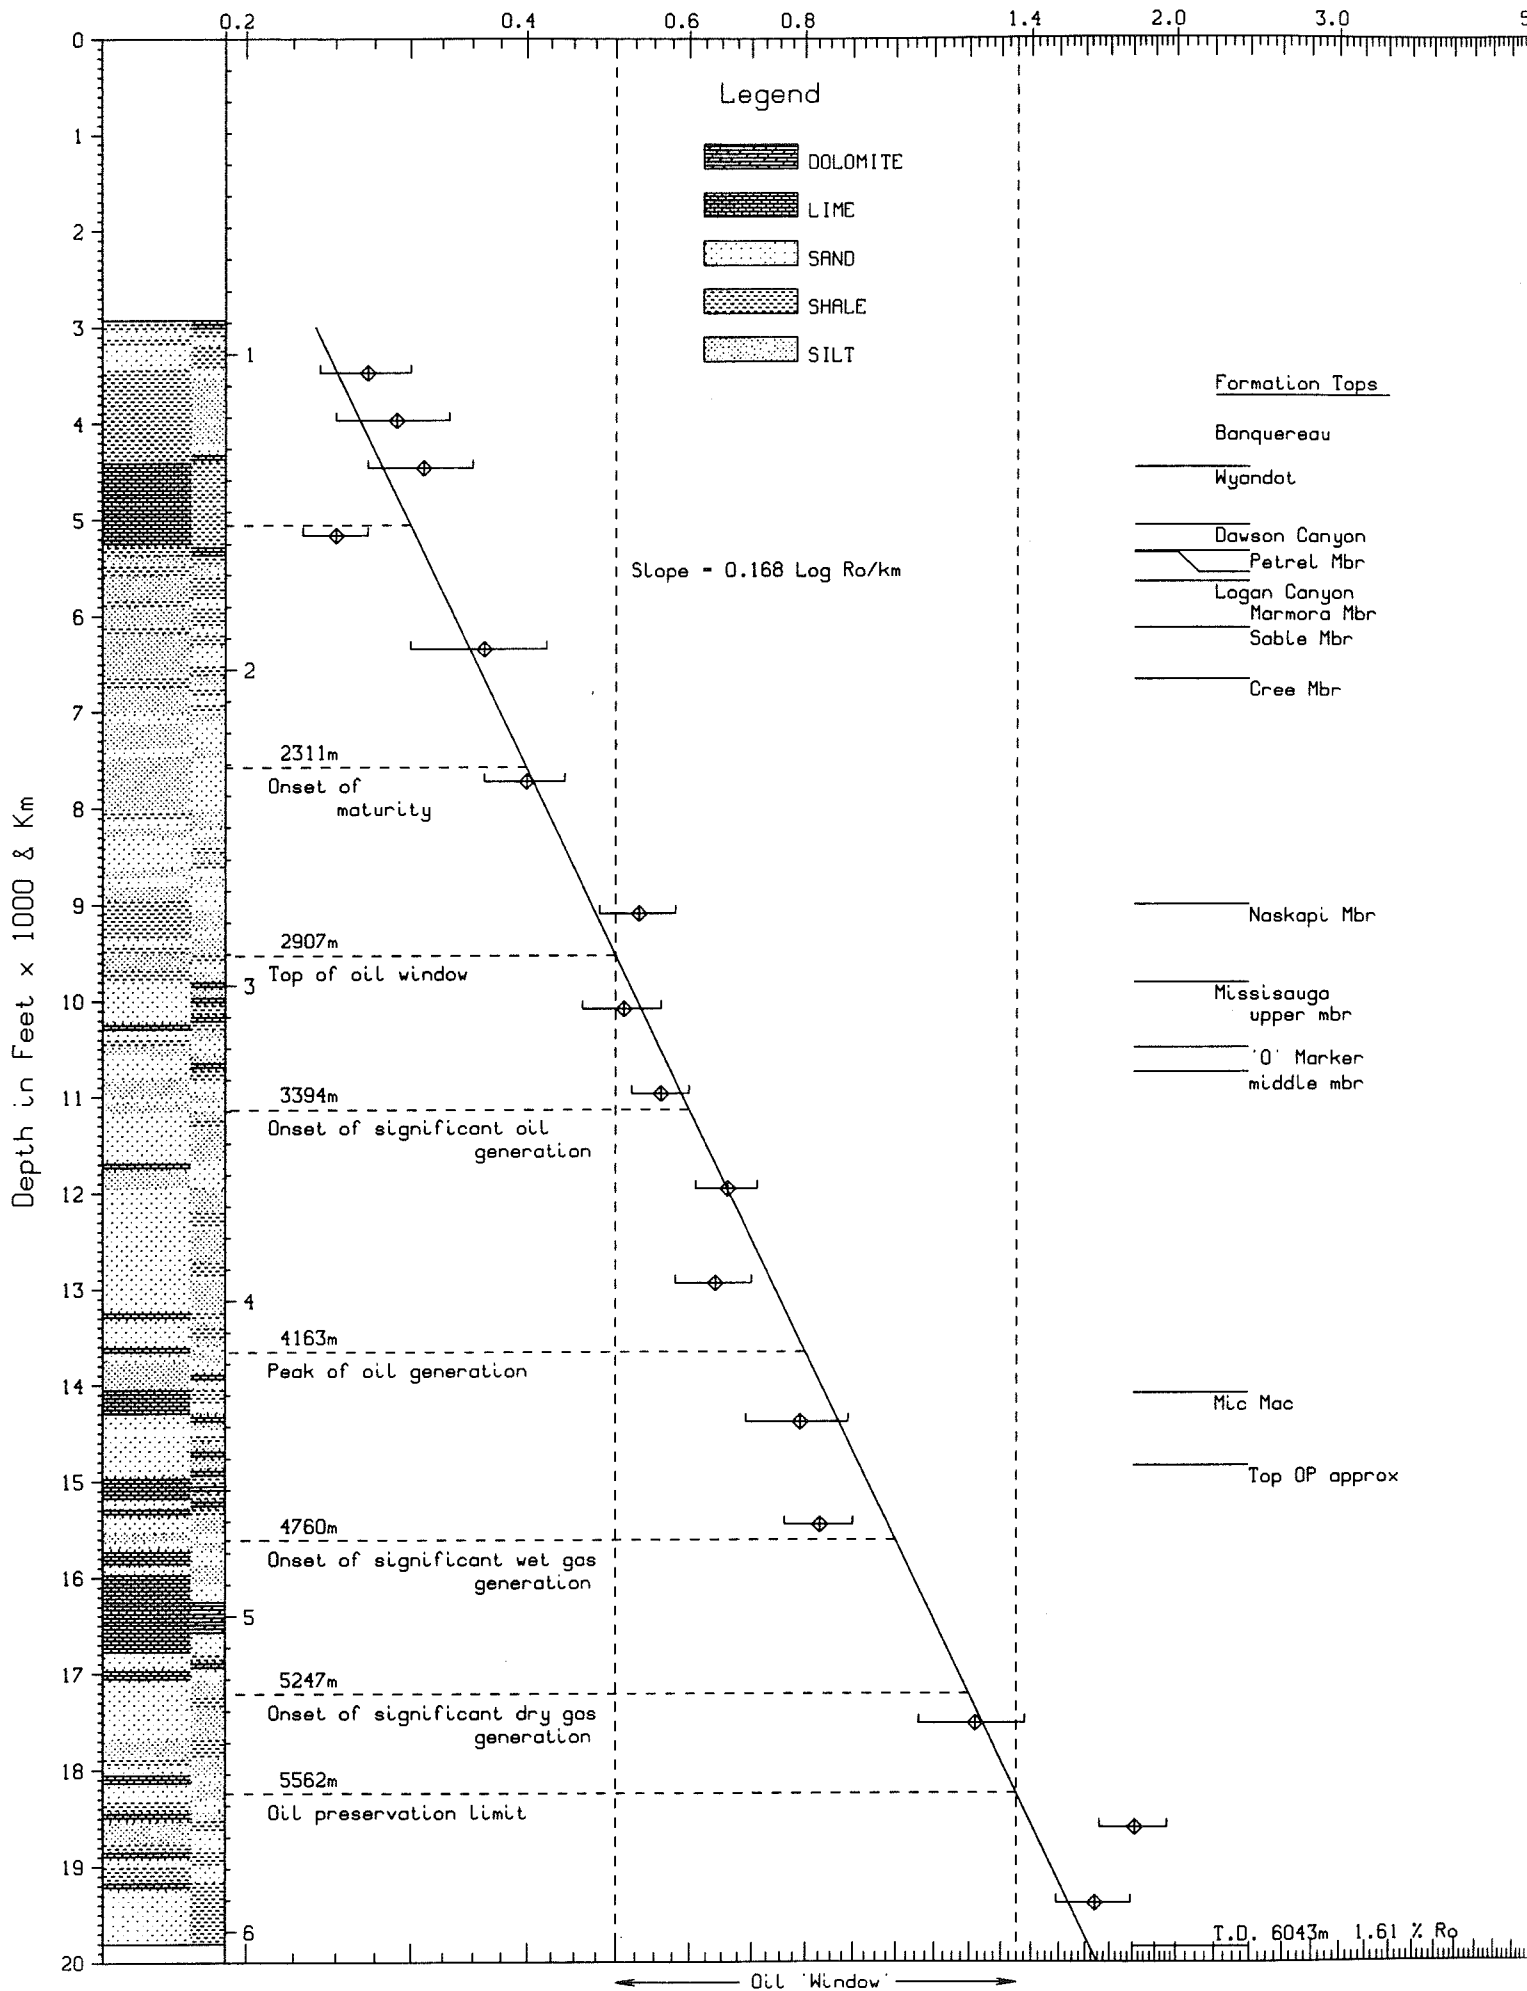 0.2 0.4 0.6 0.8 1.4 2.0 3.0 5
0
1
2
3
4
5
6
7
8
9
10
11
12
13
14
15
16
17
18
19
20
Depth in Feet x 1000 & Km
1
2
3
4
5
6
Legend
DOLOMITE
LIME
SAND
SHALE
SILT
Slope = 0.168 Log Ro/km
2311m
Onset of
maturity
2907m
Top of oil window
3394m
Onset of significant oil
generation
4163m
Peak of oil generation
4760m
Onset of significant wet gas
generation
5247m
Onset of significant dry gas
generation
5562m
Oil preservation limit
Formation Tops
Banquereau
Wyandot
Dawson Canyon
Petrel Mbr
Logan Canyon
Marmora Mbr
Sable Mbr
Cree Mbr
Naskapi Mbr
Missisauga
upper mbr
'O' Marker
middle mbr
Mic Mac
Top OP approx
T.D. 6043m 1.61 % Ro
Oil 'Window'